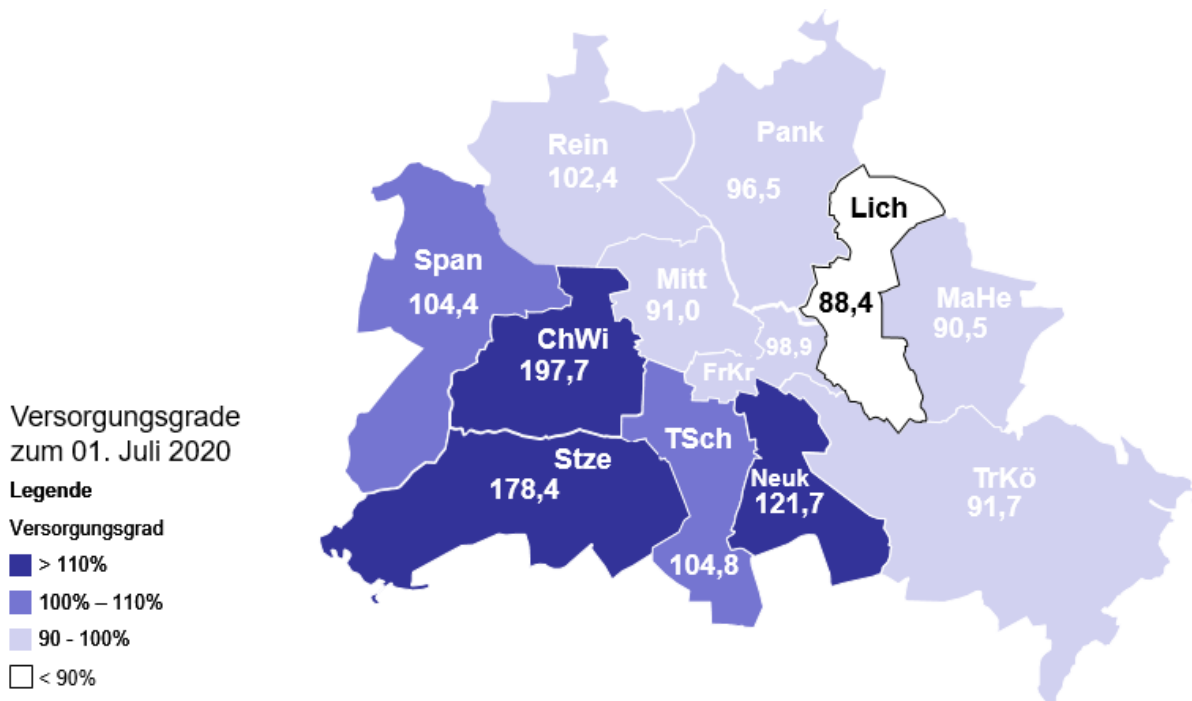 Rein
102,4
Pank
96,5
Lich
88,4
Span
104,4
Mitt
91,0
MaHe
90,5
ChWi
197,7
98,9
FrKr
TSch
104,8
Stze
178,4
Neuk
121,7
TrKö
91,7
Versorgungsgrade
zum 01. Juli 2020
Legende
Versorgungsgrad
> 110%
100% – 110%
90 - 100%
< 90%